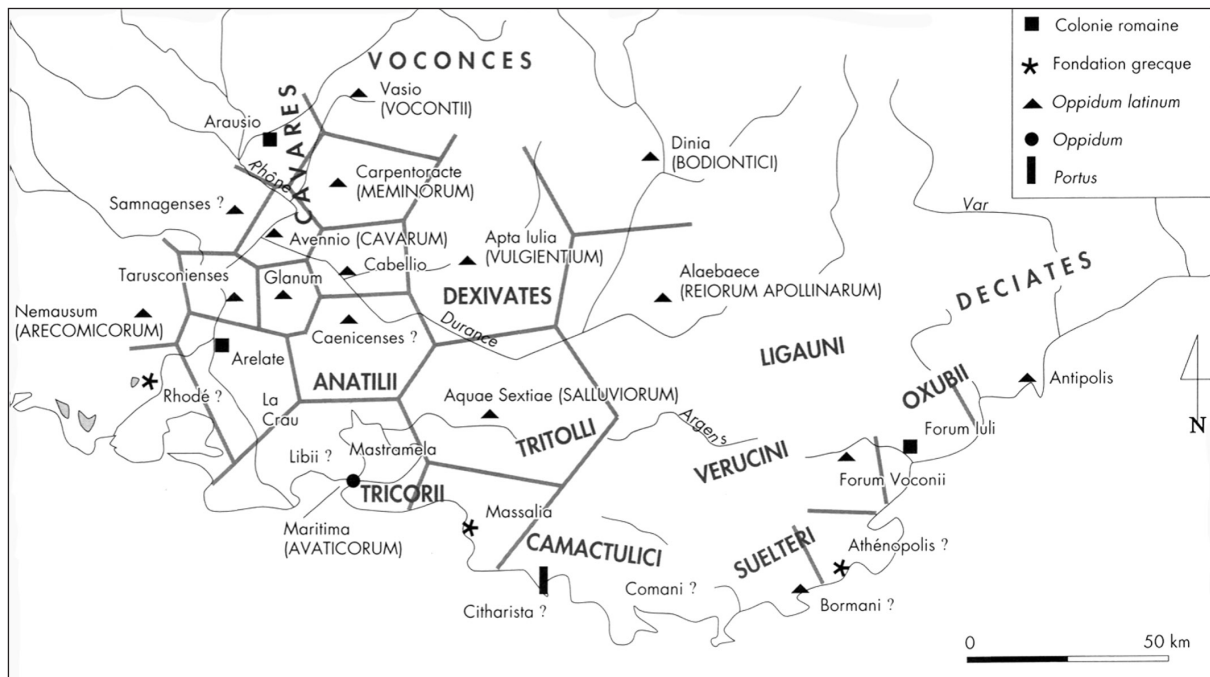 Colonie romaine
Fondation grecque
Oppidum latinum
Oppidum
Portus
VOCONCES
Vasio
(VOCONTII)
CAVARES
Arausio
Rhône
Carpentoracte
(MEMINORUM)
Dinia
(BODIONTICI)
Samnagenses ?
Var
Avennio (CAVARUM)
Apta Iulia
(VULGIENTIUM)
Tarusconienses
Glanum
Cabellio
Alaebaece
(REIORUM APOLLINARUM)
DECIATES
DEXIVATES
Nemausum
(ARECOMICORUM)
Durance
Caenicenses ?
Arelate
LIGAUNI
ANATILII
OXUBII
Antipolis
Rhodé ?
La
Crau
Aquae Sextiae (SALLUVIORUM)
Argens
TRITOLLI
Forum Iuli
N
Libii ?
Mastramela
VERUCINI
Forum Voconii
TRICORII
Maritima
(AVATICORUM)
Massalia
CAMACTULICI
SUELTERI
Athénopolis ?
Citharista ?
Comani ?
Bormani ?
0
50 km